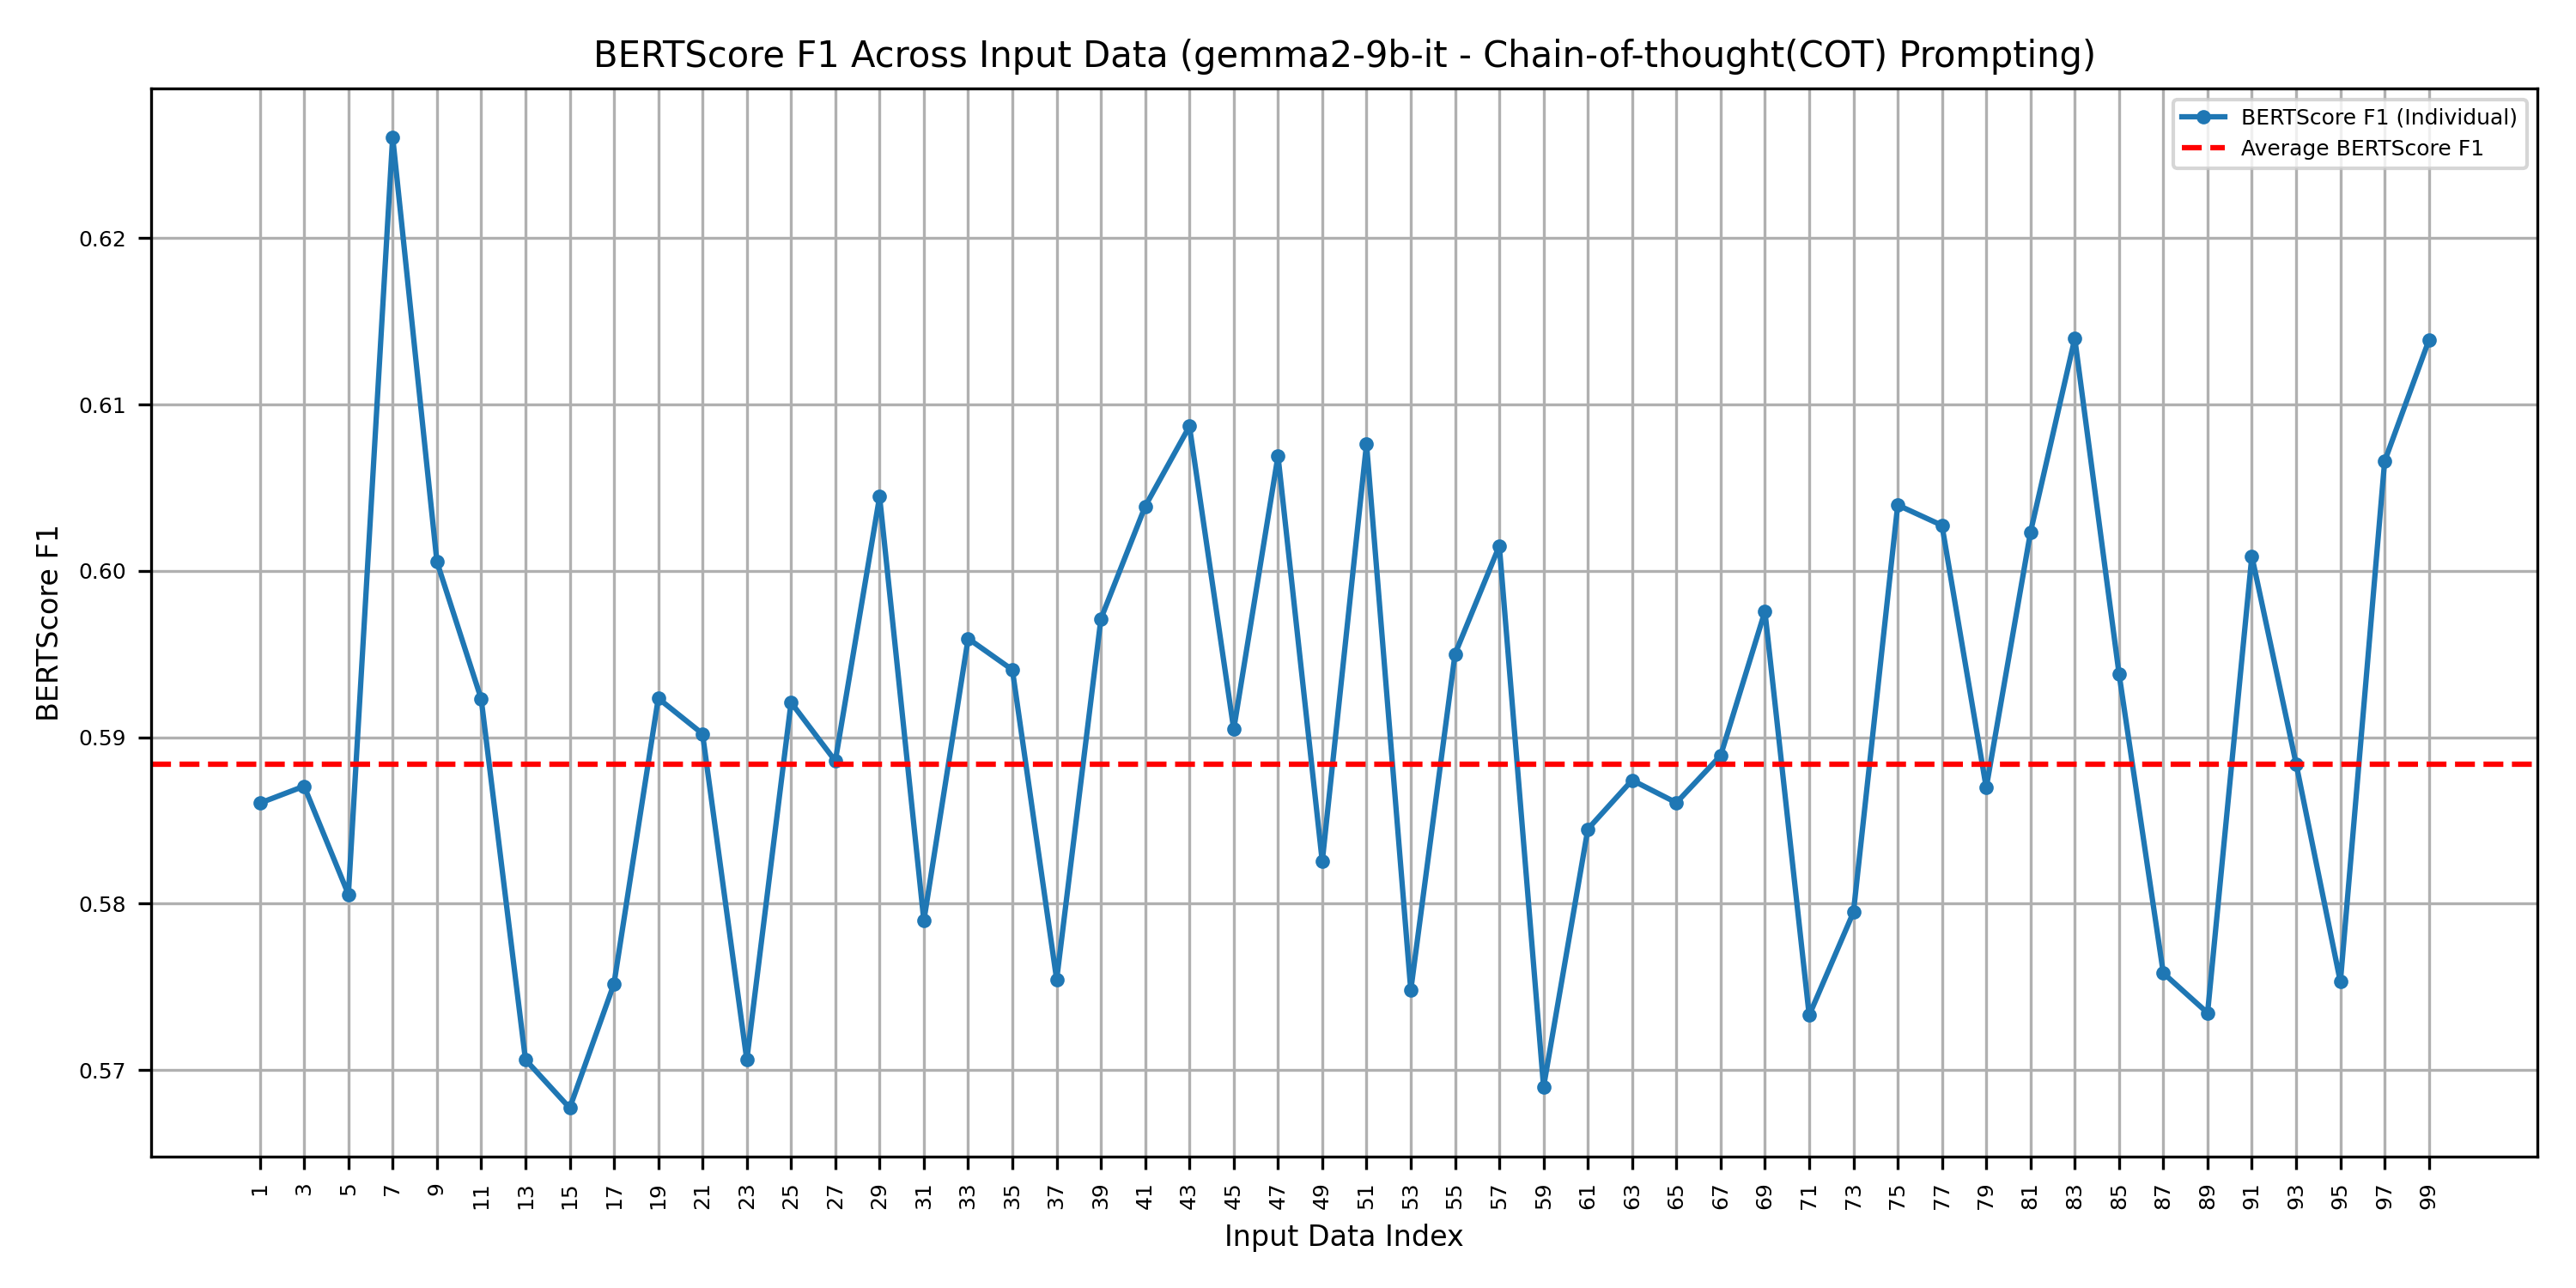 BERTScore F1 Across Input Data (gemma2-9b-it - Chain-of-thought(COT) Prompting)
BERTScore F1 (Individual)
Average BERTScore F1
BERTScore F1
0.62
0.61
0.60
0.59
0.58
0.57
1 3 5 7 9 11 13 15 17 19 21 23 25 27 29 31 33 35 37 39 41 43 45 47 49 51 53 55 57 59 61 63 65 67 69 71 73 75 77 79 81 83 85 87 89 91 93 95 97 99
Input Data Index